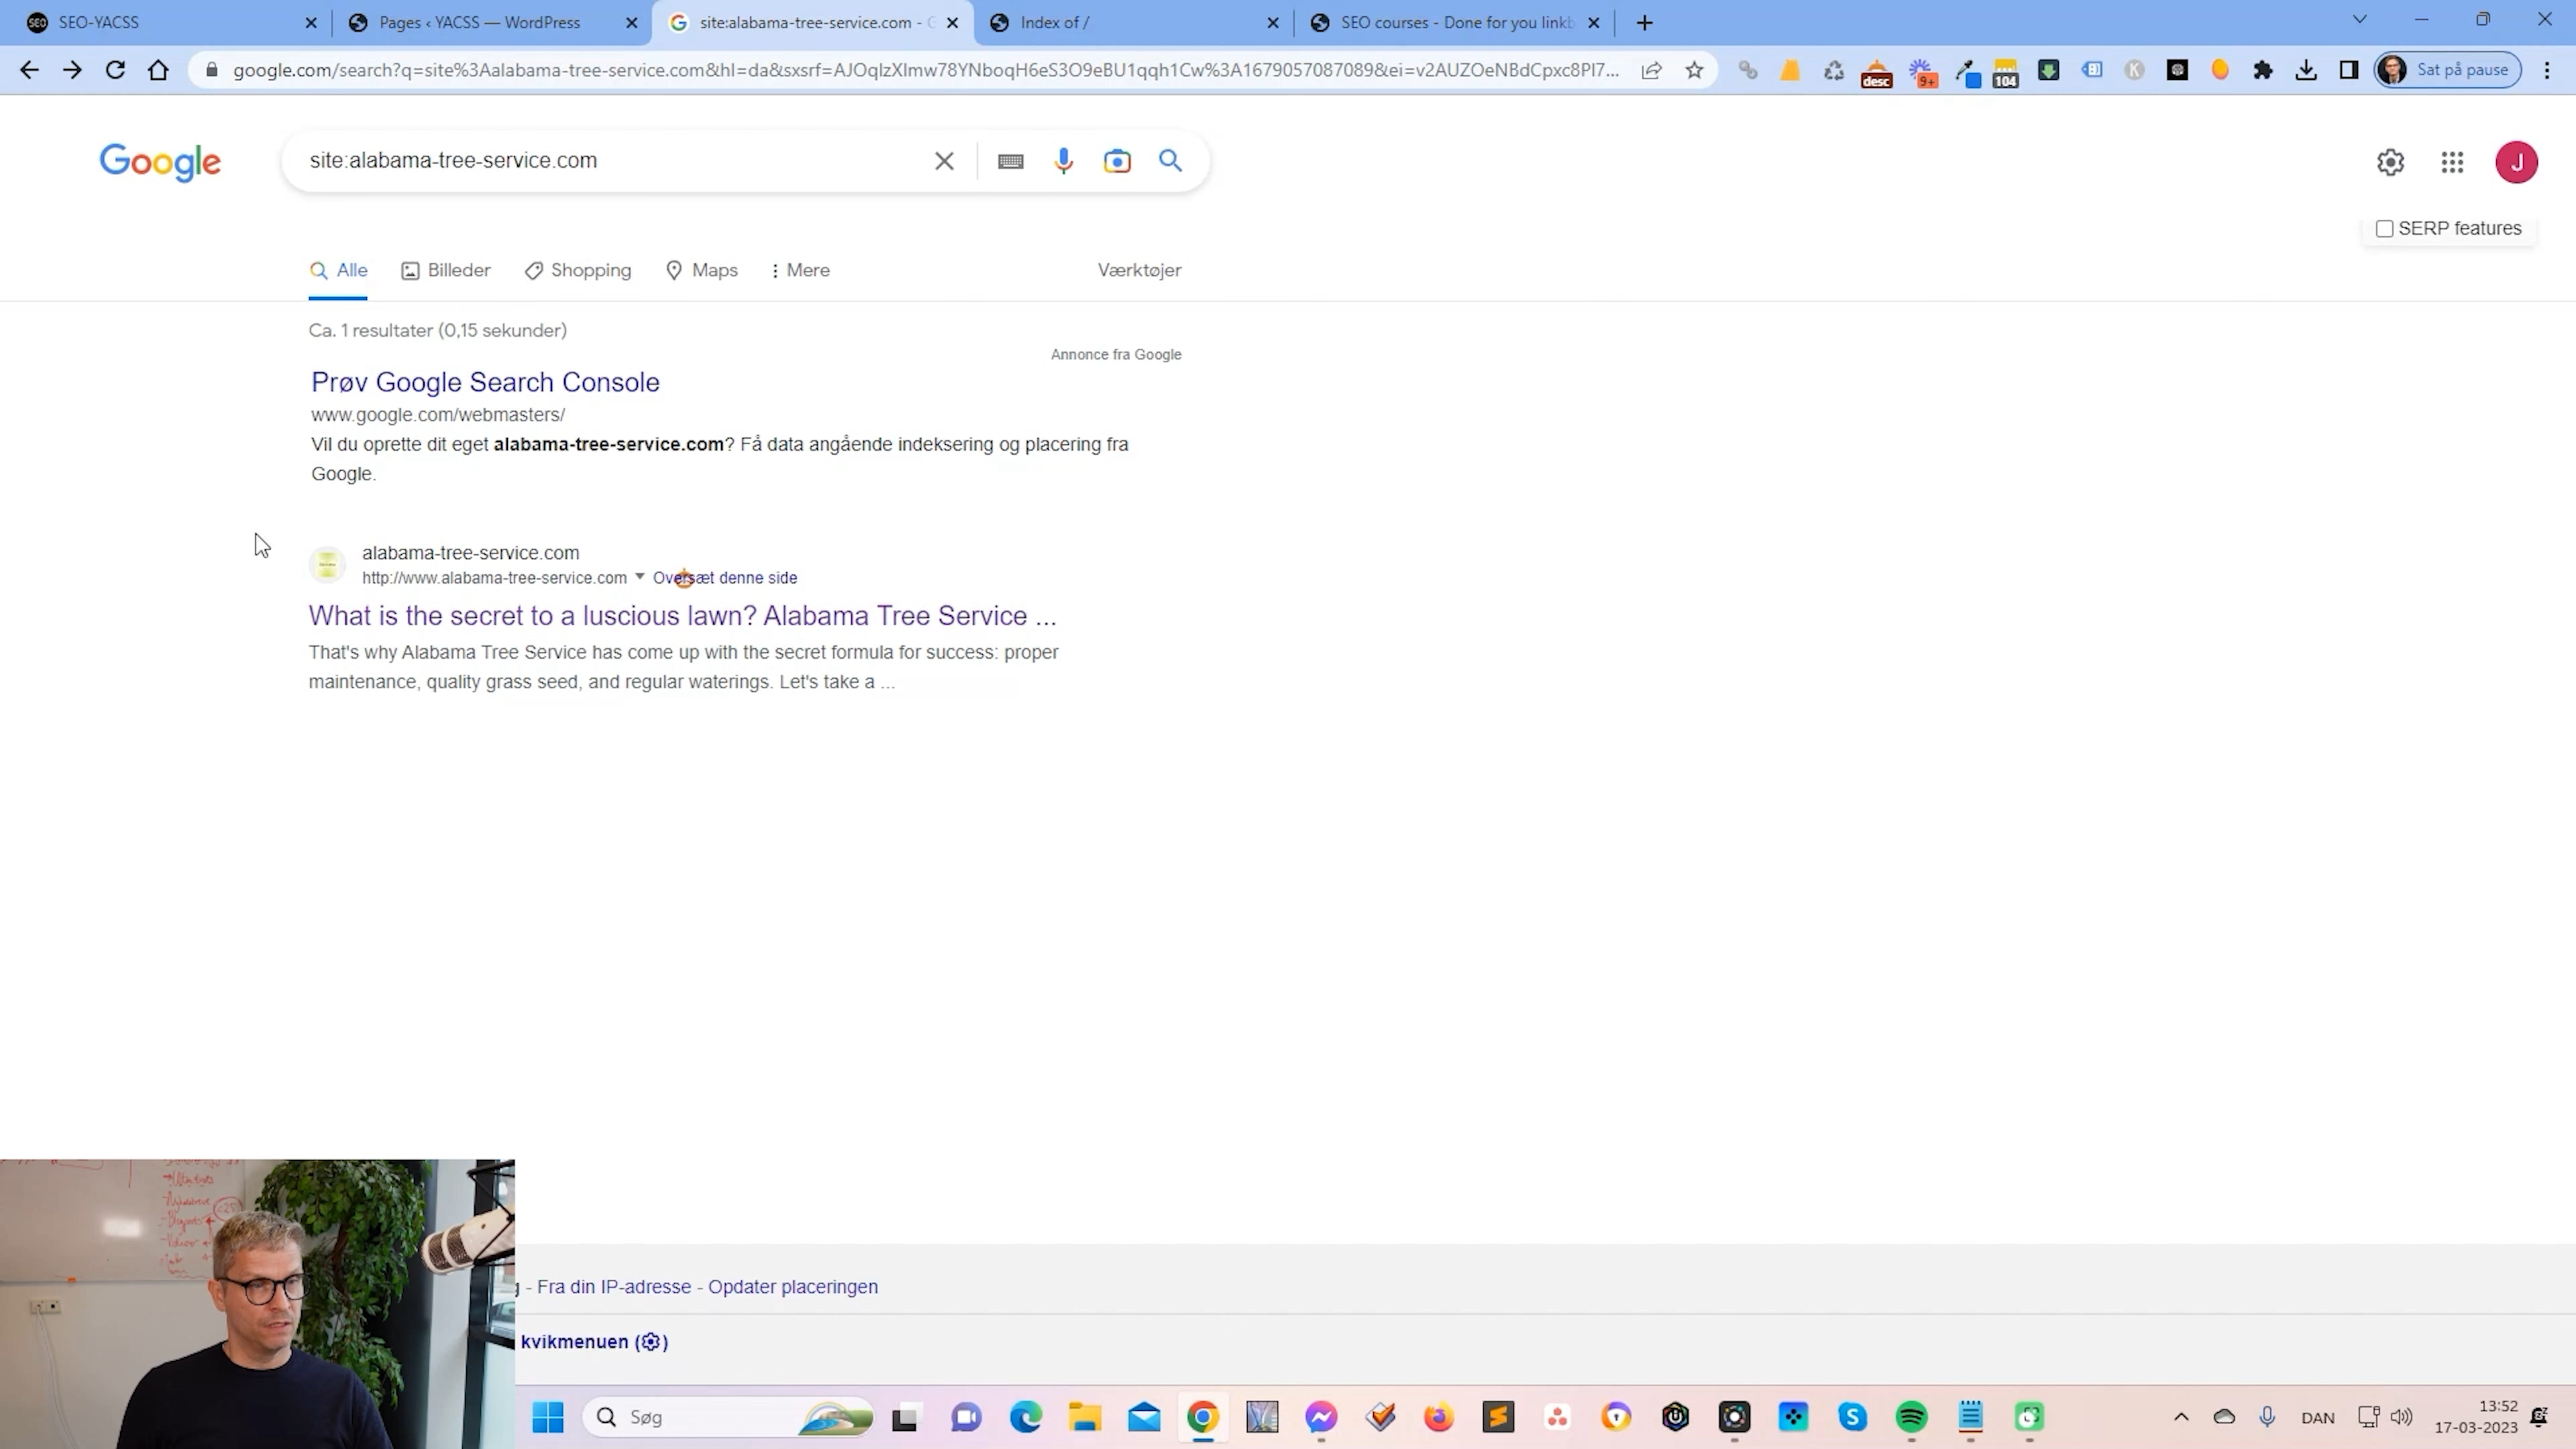 SEO-YACSS
Pages ‹ YACSS — WordPress
site:alabama-tree-service.com - G
Index of /
SEO courses - Done for you linkb
google.com/search?q=site%3Aalabama-tree-service.com&hl=da&sxsrf=AJOqlzXImw78YNboqH6eS3O9eBU1qqh1Cw%3A1679057087089&ei=v2AUZOeNBdCpxc8PI7...
desc
9+
104
Sat på pause
Google
site:alabama-tree-service.com
J
SERP features
Alle
Billeder
Shopping
Maps
Mere
Værktøjer
Ca. 1 resultater (0,15 sekunder)
Annonce fra Google
Prøv Google Search Console
www.google.com/webmasters/
Vil du oprette dit eget alabama-tree-service.com? Få data angående indeksering og placering fra
Google.
alabama-tree-service.com
http://www.alabama-tree-service.com
Oversæt denne side
What is the secret to a luscious lawn? Alabama Tree Service ...
That's why Alabama Tree Service has come up with the secret formula for success: proper
maintenance, quality grass seed, and regular waterings. Let's take a ...
- Fra din IP-adresse - Opdater placeringen
kvikmenuen
Søg
DAN
13:52
17-03-2023